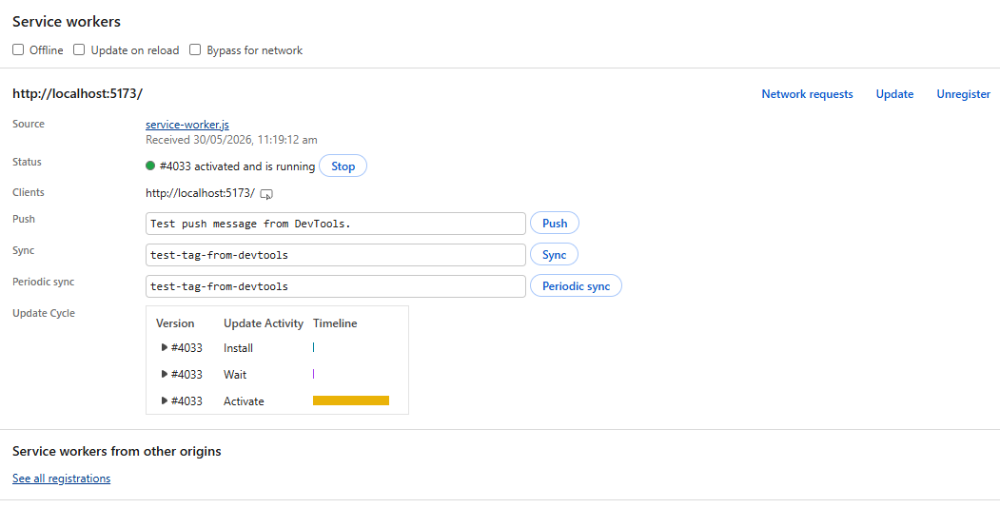 Service workers
Offline Update on reload Bypass for network
http://localhost:5173/ Network requests Update Unregister
Source service-worker.js
Received 30/05/2026, 11:19:12 am
Status #4033 activated and is running Stop
Clients http://localhost:5173/
Push Test push message from DevTools. Push
Sync test-tag-from-devtools Sync
Periodic sync test-tag-from-devtools Periodic sync
Update Cycle
Version Update Activity Timeline
#4033 Install
#4033 Wait
#4033 Activate
Service workers from other origins
See all registrations